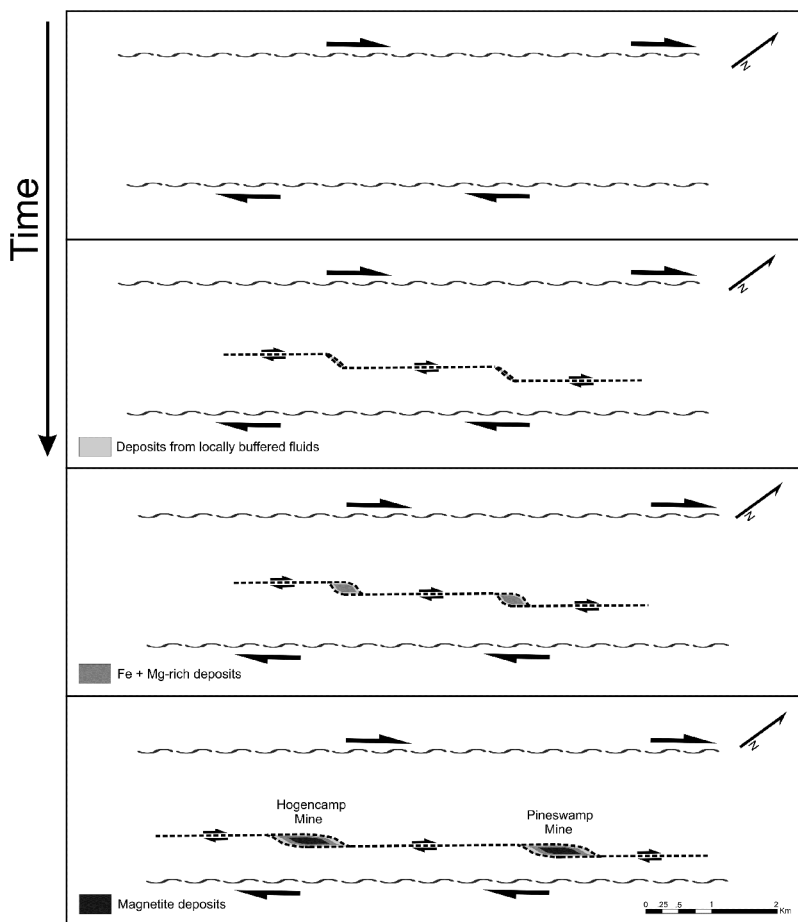 Time
N
N
Deposits from locally buffered fluids
N
Fe + Mg-rich deposits
N
Hogencamp
Mine
Pineswamp
Mine
Magnetite deposits
0 .25 .5 1 2
Km